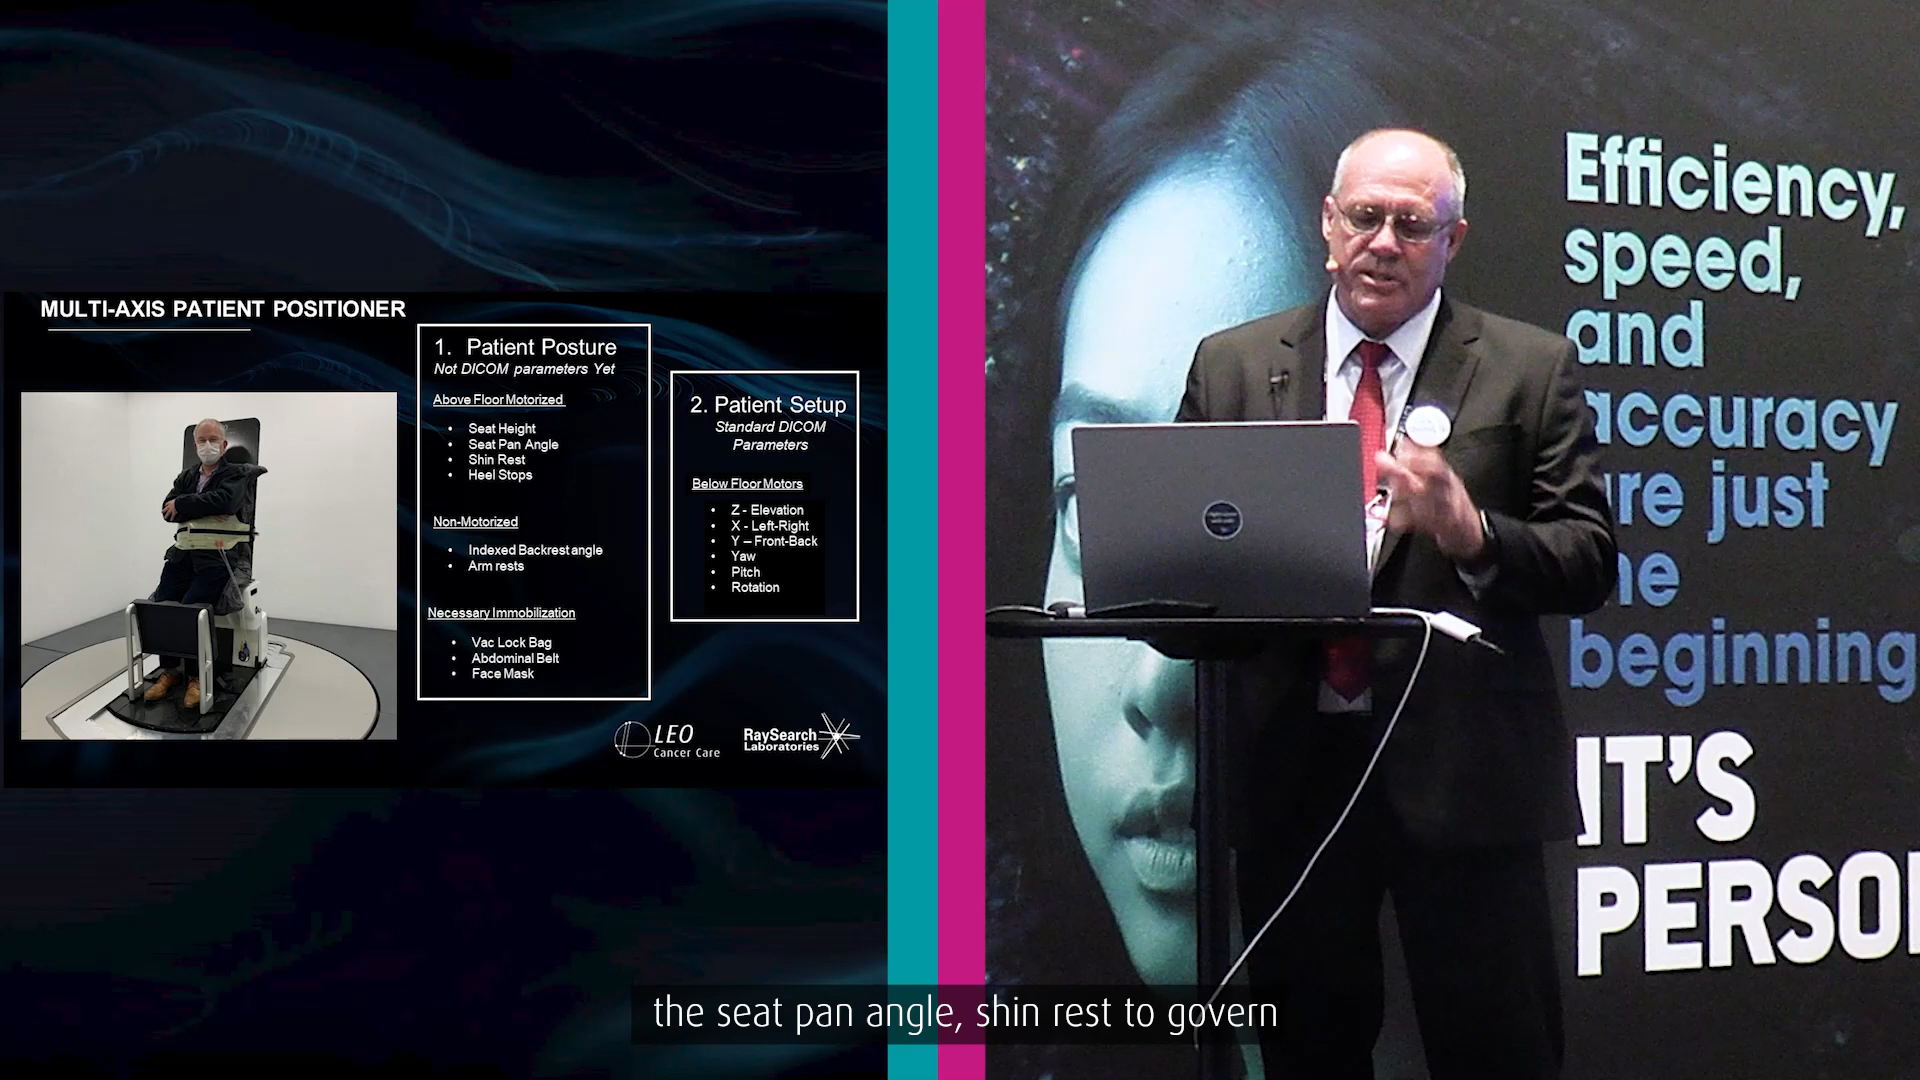 MULTI-AXIS PATIENT POSITIONER
1. Patient Posture
Not DICOM parameters Yet
Above Floor Motorized
• Seat Height
• Seat Pan Angle
• Shin Rest
• Heel Stops
Non-Motorized
• Indexed Backrest angle
• Arm rests
Necessary Immobilization
• Vac Lock Bag
• Abdominal Belt
• Face Mask
2. Patient Setup
Standard DICOM
Parameters
Below Floor Motors
• Z - Elevation
• X - Left-Right
• Y – Front-Back
• Yaw
• Pitch
• Rotation
LEO
Cancer Care
RaySearch
Laboratories
Efficiency,
speed,
and
accuracy
are just
he
beginning
IT'S
PERSO
the seat pan angle, shin rest to govern